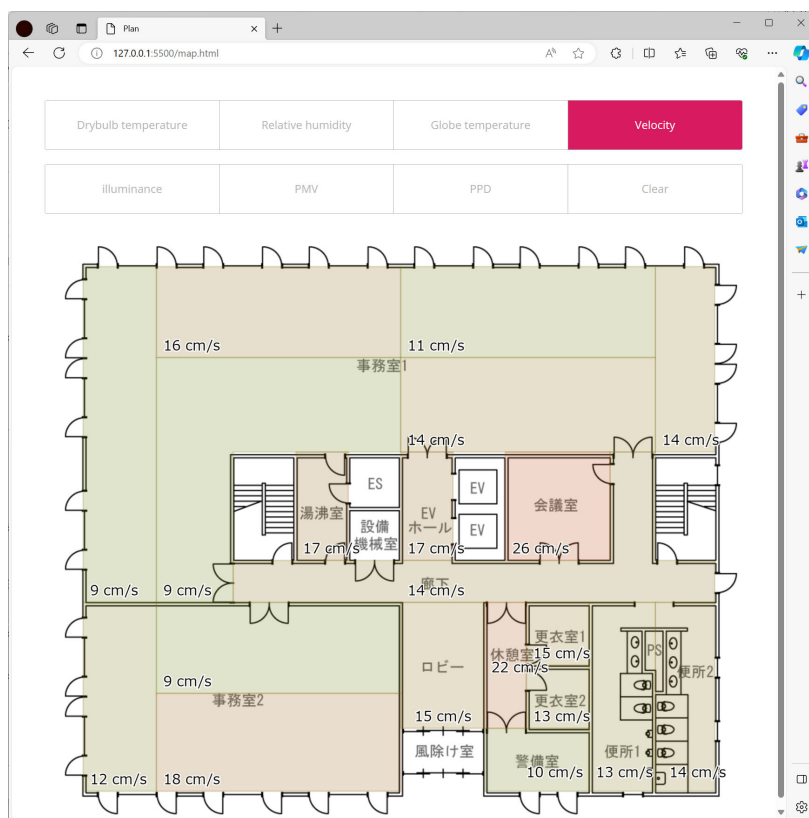 Plan
127.0.0.1:5500/map.html
Drybulb temperature
Relative humidity
Globe temperature
Velocity
illuminance
PMV
PPD
Clear
16 cm/s
11 cm/s
事務室1
14 cm/s
14 cm/s
ES
EV
湯沸室
設備
機械室
EV
ホール
EV
会議室
17 cm/s
17 cm/s
26 cm/s
9 cm/s
9 cm/s
廊下
14 cm/s
更衣室1
15 cm/s
休憩室
22 cm/s
PS
便所2
ロビー
9 cm/s
事務室2
更衣室2
15 cm/s
13 cm/s
風除け室
警備室
便所1
12 cm/s
18 cm/s
10 cm/s
13 cm/s
14 cm/s